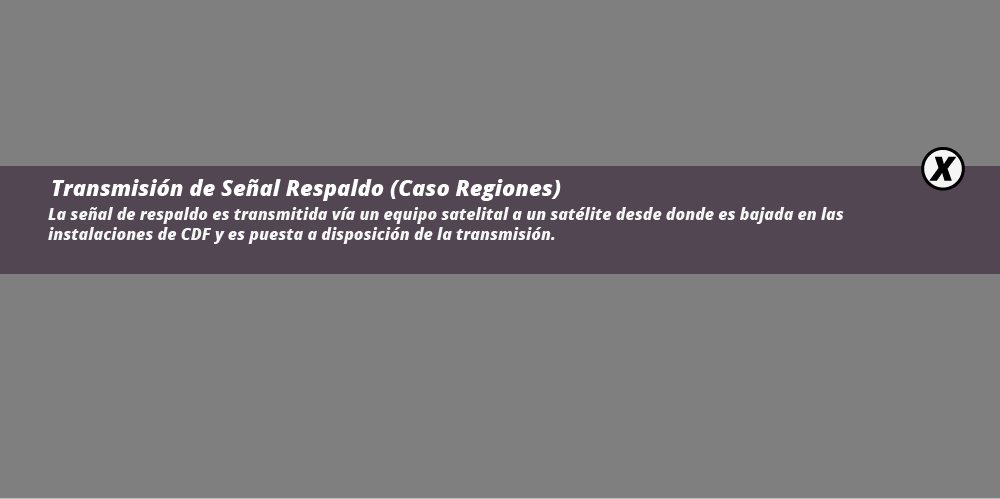 X
Transmisión de Señal Respaldo (Caso Regiones)
La señal de respaldo es transmitida vía un equipo satelital a un satélite desde donde es bajada en las
instalaciones de CDF y es puesta a disposición de la transmisión.